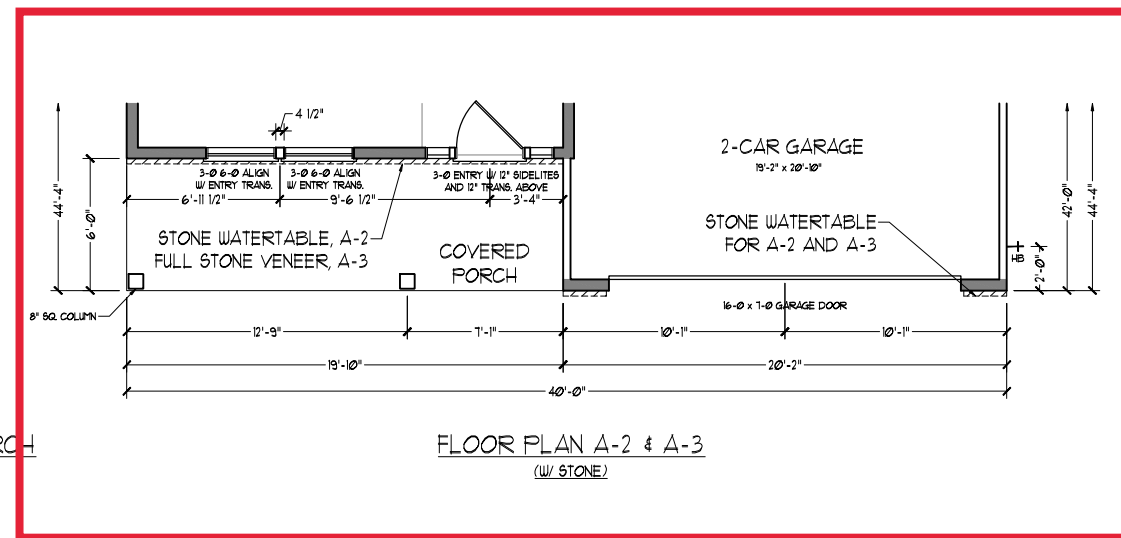 4 1/2"
2-CAR GARAGE
19'-2" x 20'-10"
3-0 6-0 ALIGN
W/ ENTRY TRANS.
3-0 6-0 ALIGN
W/ ENTRY TRANS.
3-0 ENTRY W/ 12" SIDELITES
AND 12" TRANS. ABOVE
44'-4"
6'-0"
6'-11 1/2"
9'-6 1/2"
3'-4"
42'-0"
44'-4"
STONE WATERTABLE, A-2
FULL STONE VENEER, A-3
COVERED
PORCH
STONE WATERTABLE
FOR A-2 AND A-3
HB
2'-0"
8" SQ. COLUMN
16-0 x 7-0 GARAGE DOOR
12'-9"
7'-1"
10'-1"
10'-1"
19'-10"
20'-2"
40'-0"
RCH
FLOOR PLAN A-2 & A-3
(W/ STONE)